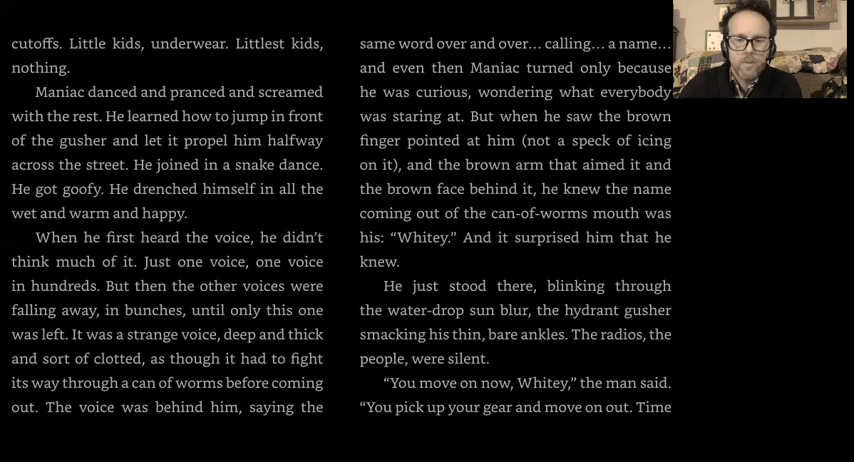 cutoffs. Little kids, underwear. Littlest kids,
nothing.
Maniac danced and pranced and screamed
with the rest. He learned how to jump in front
of the gusher and let it propel him halfway
across the street. He joined in a snake dance.
He got goofy. He drenched himself in all the
wet and warm and happy.
When he first heard the voice, he didn’t
think much of it. Just one voice, one voice
in hundreds. But then the other voices were
falling away, in bunches, until only this one
was left. It was a strange voice, deep and thick
and sort of clotted, as though it had to fight
its way through a can of worms before coming
out. The voice was behind him, saying the
same word over and over… calling… a name…
and even then Maniac turned only because
he was curious, wondering what everybody
was staring at. But when he saw the brown
finger pointed at him (not a speck of icing
on it), and the brown arm that aimed it and
the brown face behind it, he knew the name
coming out of the can-of-worms mouth was
his: “Whitey.” And it surprised him that he
knew.
He just stood there, blinking through
the water-drop sun blur, the hydrant gusher
smacking his thin, bare ankles. The radios, the
people, were silent.
“You move on now, Whitey,” the man said.
“You pick up your gear and move on out. Time